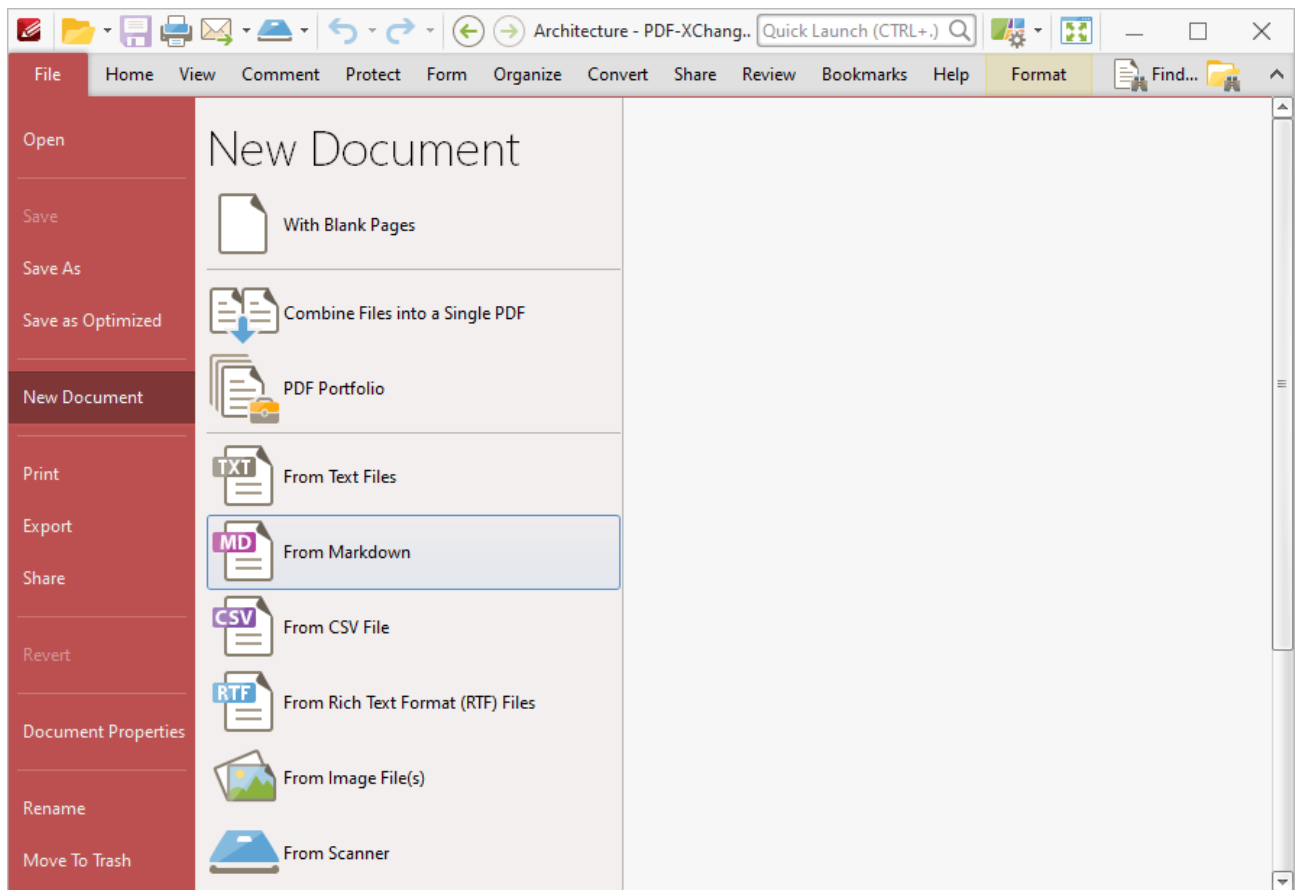 Architecture - PDF-XChang.. Quick Launch (CTRL+.)
File Home View Comment Protect Form Organize Convert Share Review Bookmarks Help Format Find...
Open
Save
Save As
Save as Optimized
New Document
Print
Export
Share
Revert
Document Properties
Rename
Move To Trash
New Document
With Blank Pages
Combine Files into a Single PDF
PDF Portfolio
TXT From Text Files
MD From Markdown
CSV From CSV File
RTF From Rich Text Format (RTF) Files
From Image File(s)
From Scanner